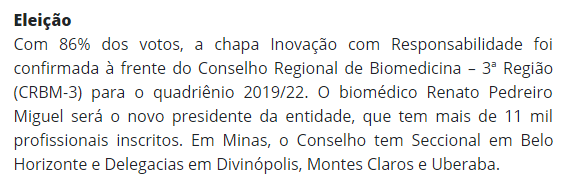 Eleição
Com 86% dos votos, a chapa Inovação com Responsabilidade foi
confirmada à frente do Conselho Regional de Biomedicina – 3ª Região
(CRBM-3) para o quadriênio 2019/22. O biomédico Renato Pedreiro
Miguel será o novo presidente da entidade, que tem mais de 11 mil
profissionais inscritos. Em Minas, o Conselho tem Seccional em Belo
Horizonte e Delegacias em Divinópolis, Montes Claros e Uberaba.